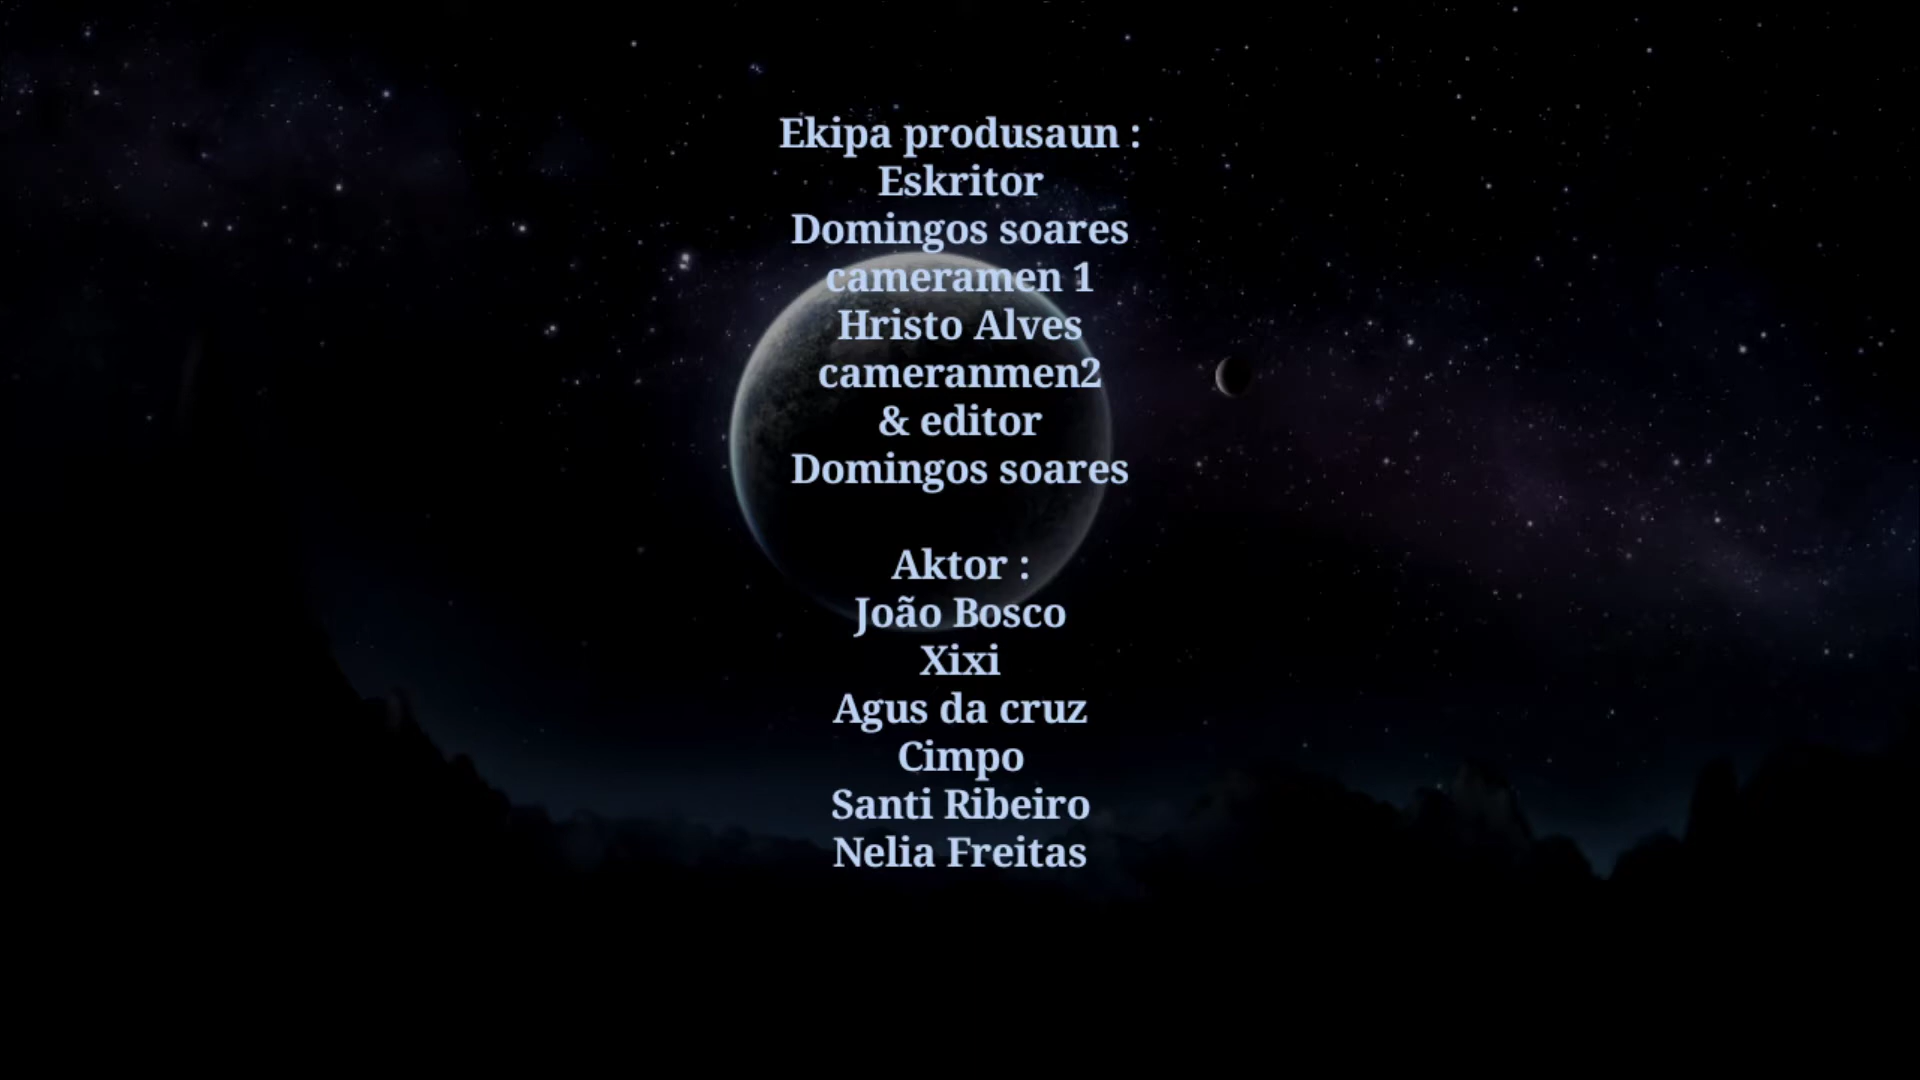 Ekipa produsaun :
Eskritor
Domingos soares
cameramen 1
Hristo Alves
cameranmen2
& editor
Domingos soares
Aktor :
João Bosco
Xixi
Agus da cruz
Cimpo
Santi Ribeiro
Nelia Freitas